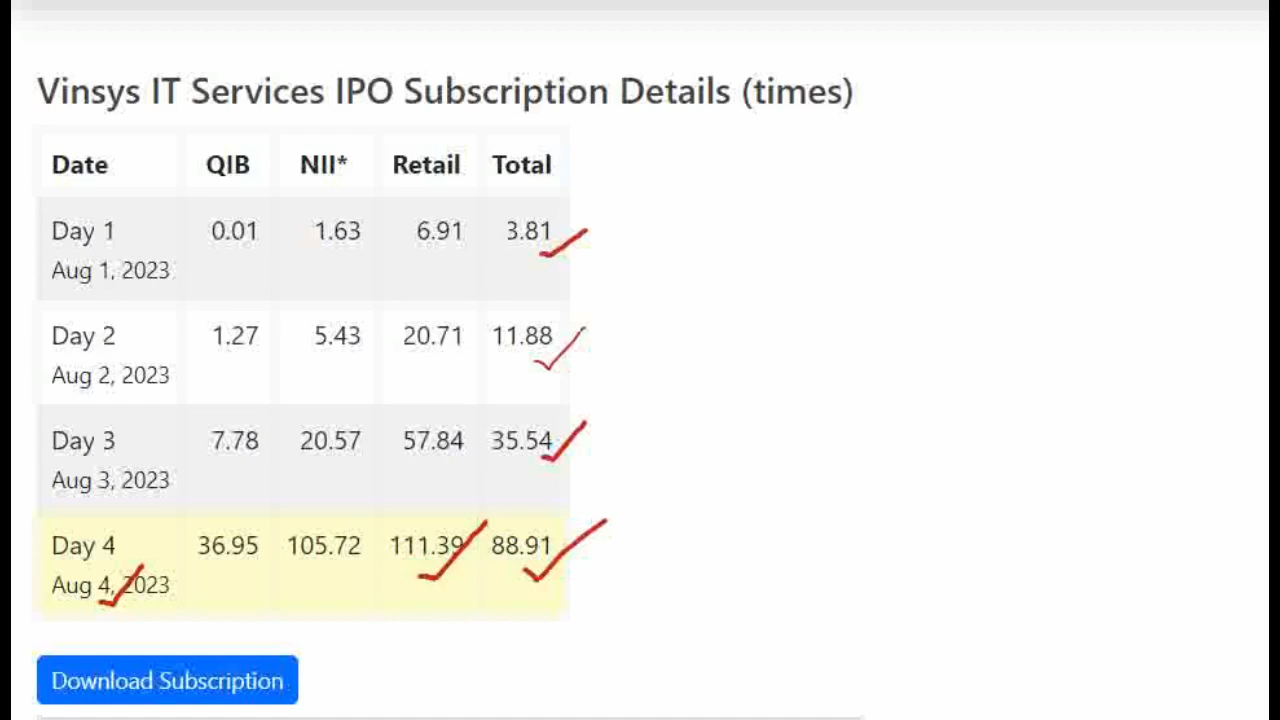 Vinsys IT Services IPO Subscription Details (times)
Date QIB NII* Retail Total
Day 1 0.01 1.63 6.91 3.81
Aug 1, 2023
Day 2 1.27 5.43 20.71 11.88
Aug 2, 2023
Day 3 7.78 20.57 57.84 35.54
Aug 3, 2023
Day 4 36.95 105.72 111.39 88.91
Aug 4, 2023
Download Subscription